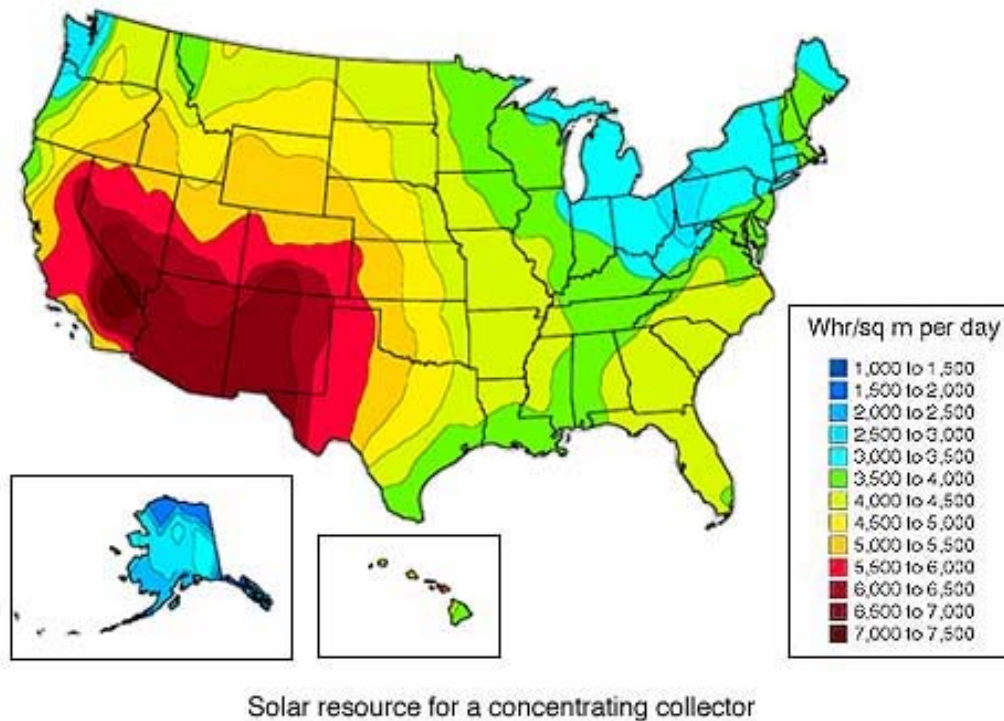 Whr/sq m per day
1,000 to 1,500
1,500 to 2,000
2,000 to 2,500
2,500 to 3,000
3,000 to 3,500
3,500 to 4,000
4,000 to 4,500
4,500 to 5,000
5,000 to 5,500
5,500 to 6,000
6,000 to 6,500
6,500 to 7,000
7,000 to 7,500
Solar resource for a concentrating collector